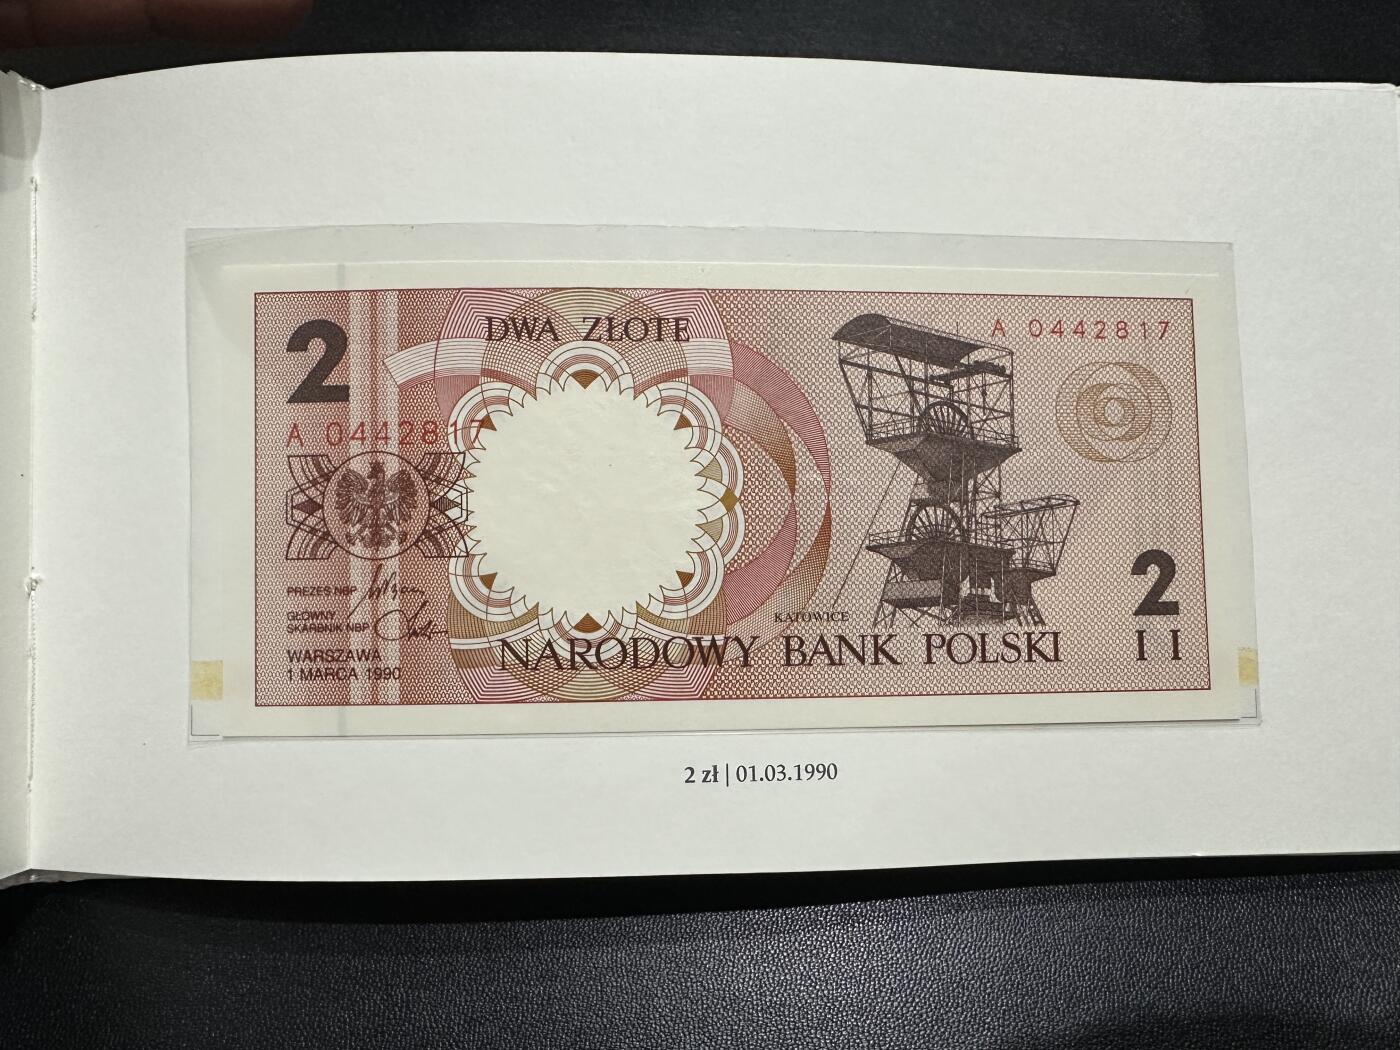 2
DWA ZŁOTE
A 0442817
A 0442817
PREZES NBP
GŁÓWNY
SKARBNIK NBP
WARSZAWA
1 MARCA 1990
KATOWICE
NARODOWY BANK POLSKI
2
II
2 zł | 01.03.1990